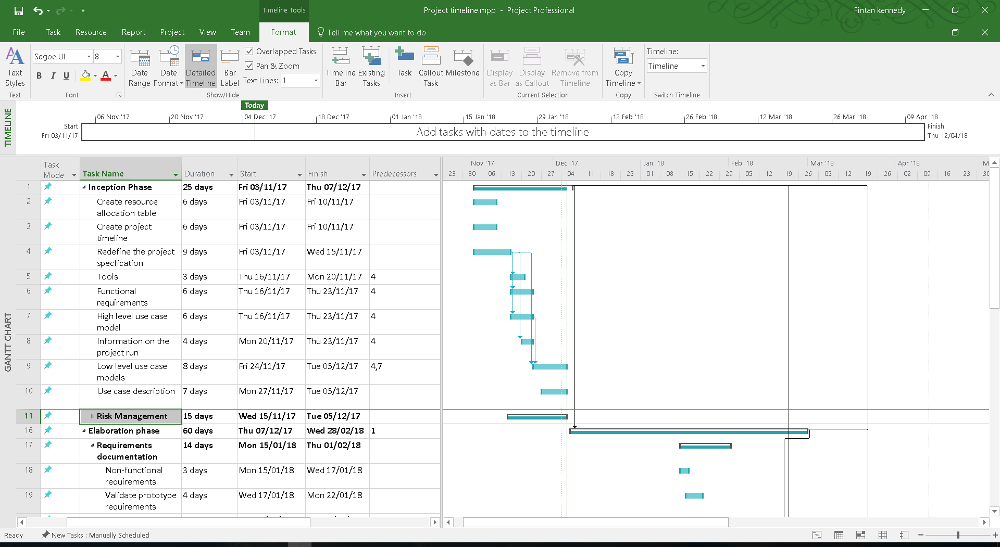 Timeline Tools
Project timeline.mpp - Project Professional
Fintan kennedy
File Task Resource Report Project View Team Format Tell me what you want to do
Text Styles
Text
Segoe UI 8
B I U A
Font
Date Range
Date Format
Detailed Timeline
Bar Label
Overlapped Tasks
Pan & Zoom
Text Lines: 1
Show/Hide
Timeline Bar
Existing Tasks
Task
Callout Task
Milestone
Insert
Display as Bar
Display as Callout
Remove from Timeline
Current Selection
Copy Timeline
Copy
Timeline:
Timeline
Switch Timeline
TIMELINE
Today
06 Nov '17 20 Nov '17 04 Dec '17 18 Dec '17 01 Jan '18 15 Jan '18 29 Jan '18 12 Feb '18 26 Feb '18 12 Mar '18 26 Mar '18 09 Apr '18
Start
Fri 03/11/17
Add tasks with dates to the timeline
Finish
Thu 12/04/18
GANTT CHART
Task Mode Task Name Duration Start Finish Predecessors
Nov '17 Dec '17 Jan '18 Feb '18 Mar '18 Apr '18 M
23 30 06 13 20 27 04 11 18 25 01 08 15 22 29 05 12 19 26 05 12 19 26 02 09 16 23 30
1 Inception Phase 25 days Fri 03/11/17 Thu 07/12/17
2 Create resource allocation table 6 days Fri 03/11/17 Fri 10/11/17
3 Create project timeline 6 days Fri 03/11/17 Fri 10/11/17
4 Redefine the project specfication 9 days Fri 03/11/17 Wed 15/11/17
5 Tools 3 days Thu 16/11/17 Mon 20/11/17 4
6 Functional requirements 6 days Thu 16/11/17 Thu 23/11/17 4
7 High level use case model 6 days Thu 16/11/17 Thu 23/11/17 4
8 Information on the project run 4 days Mon 20/11/17 Thu 23/11/17 4
9 Low level use case models 8 days Fri 24/11/17 Tue 05/12/17 4,7
10 Use case description 7 days Mon 27/11/17 Tue 05/12/17
11 Risk Management 15 days Wed 15/11/17 Tue 05/12/17
16 Elaboration phase 60 days Thu 07/12/17 Wed 28/02/18 1
17 Requirements documentation 14 days Mon 15/01/18 Thu 01/02/18
18 Non-functional requirements 3 days Mon 15/01/18 Wed 17/01/18
19 Validate prototype requirements 4 days Wed 17/01/18 Mon 22/01/18
Ready New Tasks : Manually Scheduled